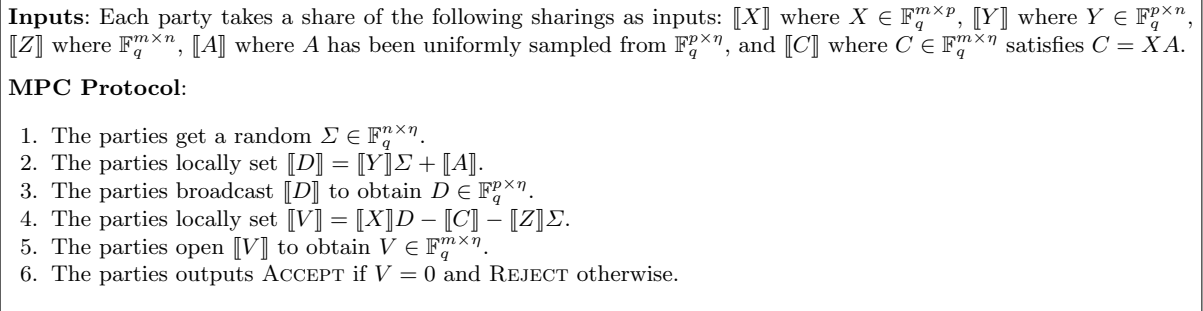 Inputs: Each party takes a share of the following sharings as inputs: ⟦X⟧ where X ∈ 𝔽_q^{m×p}, ⟦Y⟧ where Y ∈ 𝔽_q^{p×n},
⟦Z⟧ where 𝔽_q^{m×n}, ⟦A⟧ where A has been uniformly sampled from 𝔽_q^{p×η}, and ⟦C⟧ where C ∈ 𝔽_q^{m×η} satisfies C = XA.
MPC Protocol:
1. The parties get a random Σ ∈ 𝔽_q^{n×η}.
2. The parties locally set ⟦D⟧ = ⟦Y⟧Σ + ⟦A⟧.
3. The parties broadcast ⟦D⟧ to obtain D ∈ 𝔽_q^{p×η}.
4. The parties locally set ⟦V⟧ = ⟦X⟧D − ⟦C⟧ − ⟦Z⟧Σ.
5. The parties open ⟦V⟧ to obtain V ∈ 𝔽_q^{m×η}.
6. The parties outputs ACCEPT if V = 0 and REJECT otherwise.